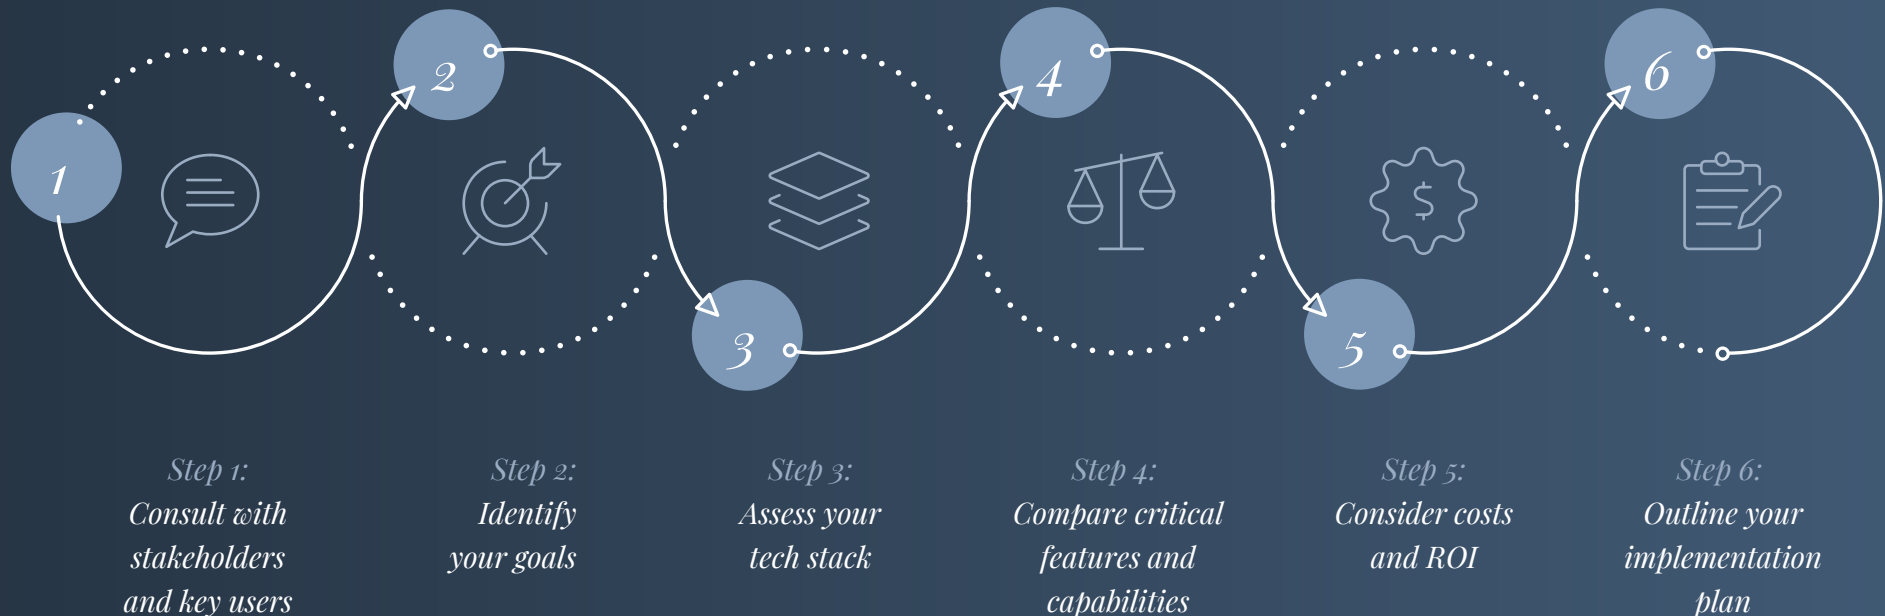 1
2
3
4
5
$
6
Step 1:
Consult with
stakeholders
and key users
Step 2:
Identify
your goals
Step 3:
Assess your
tech stack
Step 4:
Compare critical
features and
capabilities
Step 5:
Consider costs
and ROI
Step 6:
Outline your
implementation
plan